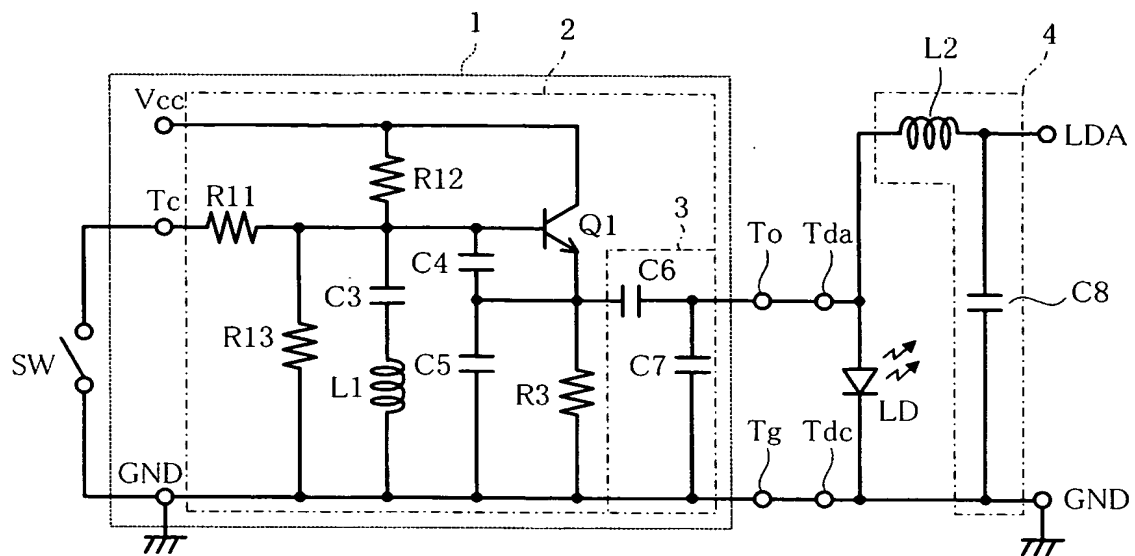 1
2
4
L2
Vcc
LDA
R12
R11
Tc
Q1
3
To
Tda
C4
C6
C3
C8
R13
SW
C5
C7
L1
R3
LD
Tg
Tdc
GND
GND